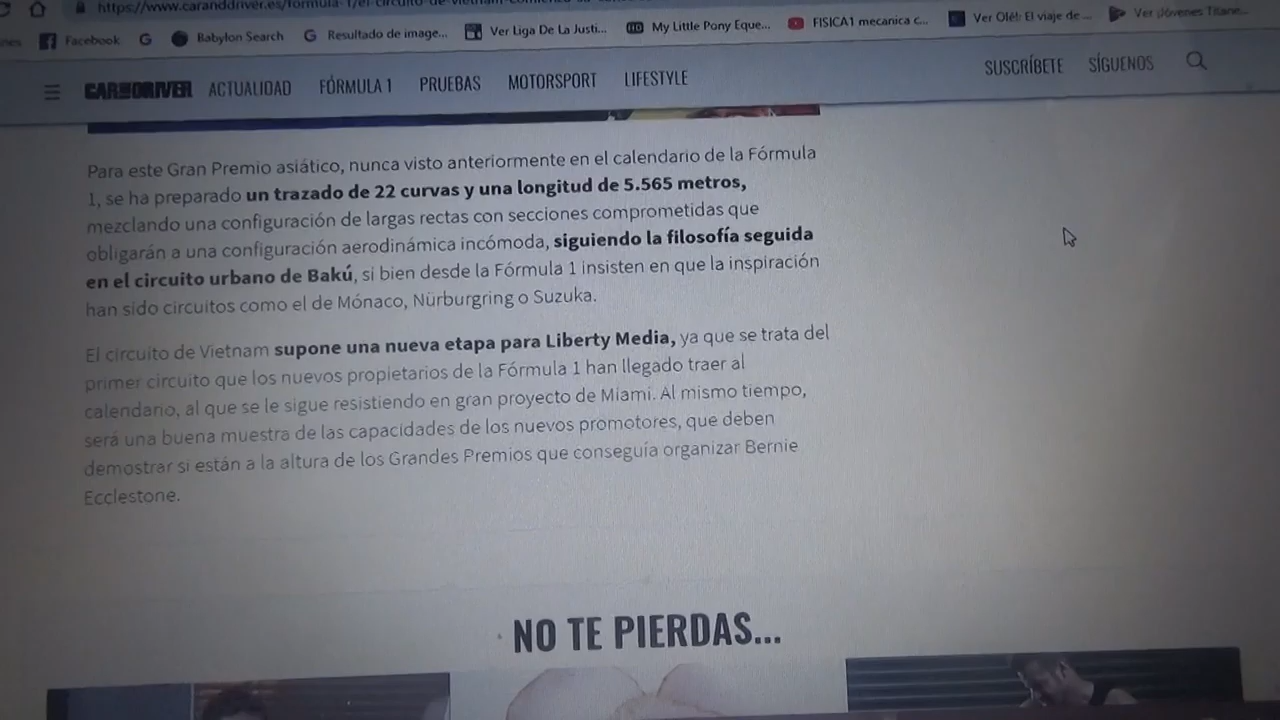 https://www.caranddriver.es/formula-1/el-circuito-de-vietnam-comienza-su
Facebook
Babylon Search
Resultado de image...
Ver Liga De La Justi...
My Little Pony Eque...
FISICA1 mecanica c...
Ver Olé!: El viaje de ...
Ver Jóvenes Titane...
CAR AND DRIVER ACTUALIDAD FÓRMULA 1 PRUEBAS MOTORSPORT LIFESTYLE SUSCRÍBETE SÍGUENOS
Para este Gran Premio asiático, nunca visto anteriormente en el calendario de la Fórmula
1, se ha preparado un trazado de 22 curvas y una longitud de 5.565 metros,
mezclando una configuración de largas rectas con secciones comprometidas que
obligarán a una configuración aerodinámica incómoda, siguiendo la filosofía seguida
en el circuito urbano de Bakú, si bien desde la Fórmula 1 insisten en que la inspiración
han sido circuitos como el de Mónaco, Nürburgring o Suzuka.
El circuito de Vietnam supone una nueva etapa para Liberty Media, ya que se trata del
primer circuito que los nuevos propietarios de la Fórmula 1 han llegado traer al
calendario, al que se le sigue resistiendo en gran proyecto de Miami. Al mismo tiempo,
será una buena muestra de las capacidades de los nuevos promotores, que deben
demostrar si están a la altura de los Grandes Premios que conseguía organizar Bernie
Ecclestone.
NO TE PIERDAS...